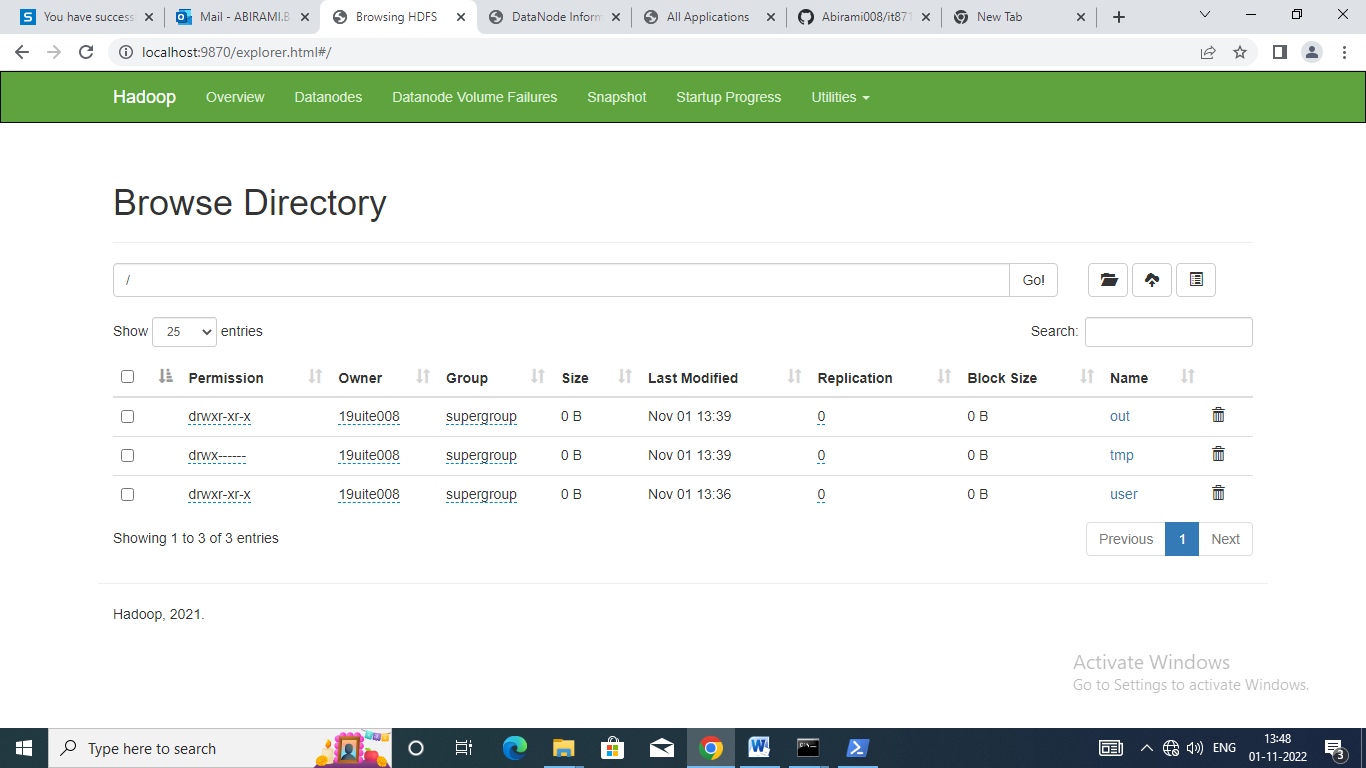 You have success
Mail - ABIRAMI.B
Browsing HDFS
DataNode Inform
All Applications
Abirami008/it871
New Tab
localhost:9870/explorer.html#/
Hadoop Overview Datanodes Datanode Volume Failures Snapshot Startup Progress Utilities
Browse Directory
/ Go!
Show 25 entries Search:
Permission Owner Group Size Last Modified Replication Block Size Name
drwxr-xr-x 19uite008 supergroup 0 B Nov 01 13:39 0 0 B out
drwx------ 19uite008 supergroup 0 B Nov 01 13:39 0 0 B tmp
drwxr-xr-x 19uite008 supergroup 0 B Nov 01 13:36 0 0 B user
Showing 1 to 3 of 3 entries Previous 1 Next
Hadoop, 2021.
Activate Windows
Go to Settings to activate Windows.
Type here to search
ENG
13:48
01-11-2022
3